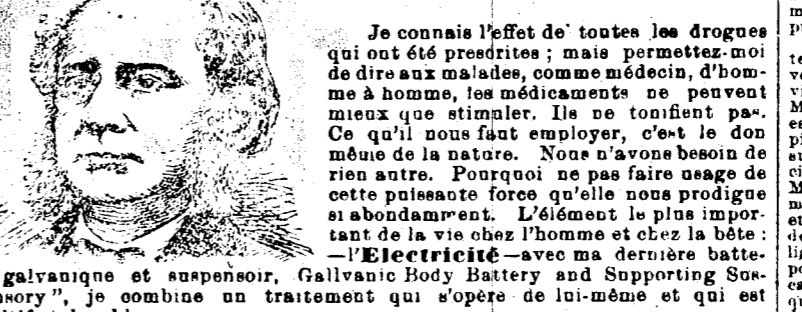 Je connais l'effet de toutes les drogues
qui ont été prescrites ; mais permettez-moi
de dire aux malades, comme médecin, d'hom-
me à homme, les médicaments ne peuvent
mieux que stimuler. Ils ne tonifient pas.
Ce qu'il nous faut employer, c'est le don
même de la nature. Nous n'avons besoin de
rien autre. Pourquoi ne pas faire usage de
cette puissante force qu'elle nous prodigue
si abondamment. L'élément le plus impor-
tant de la vie chez l'homme et chez la bête :
—l'Electricité—avec ma dernière batte-
galvanique et suspensoir, Gallvanic Body Battery and Supporting Sus-
nsory", je combine un traitement qui s'opère de lui-même et qui est